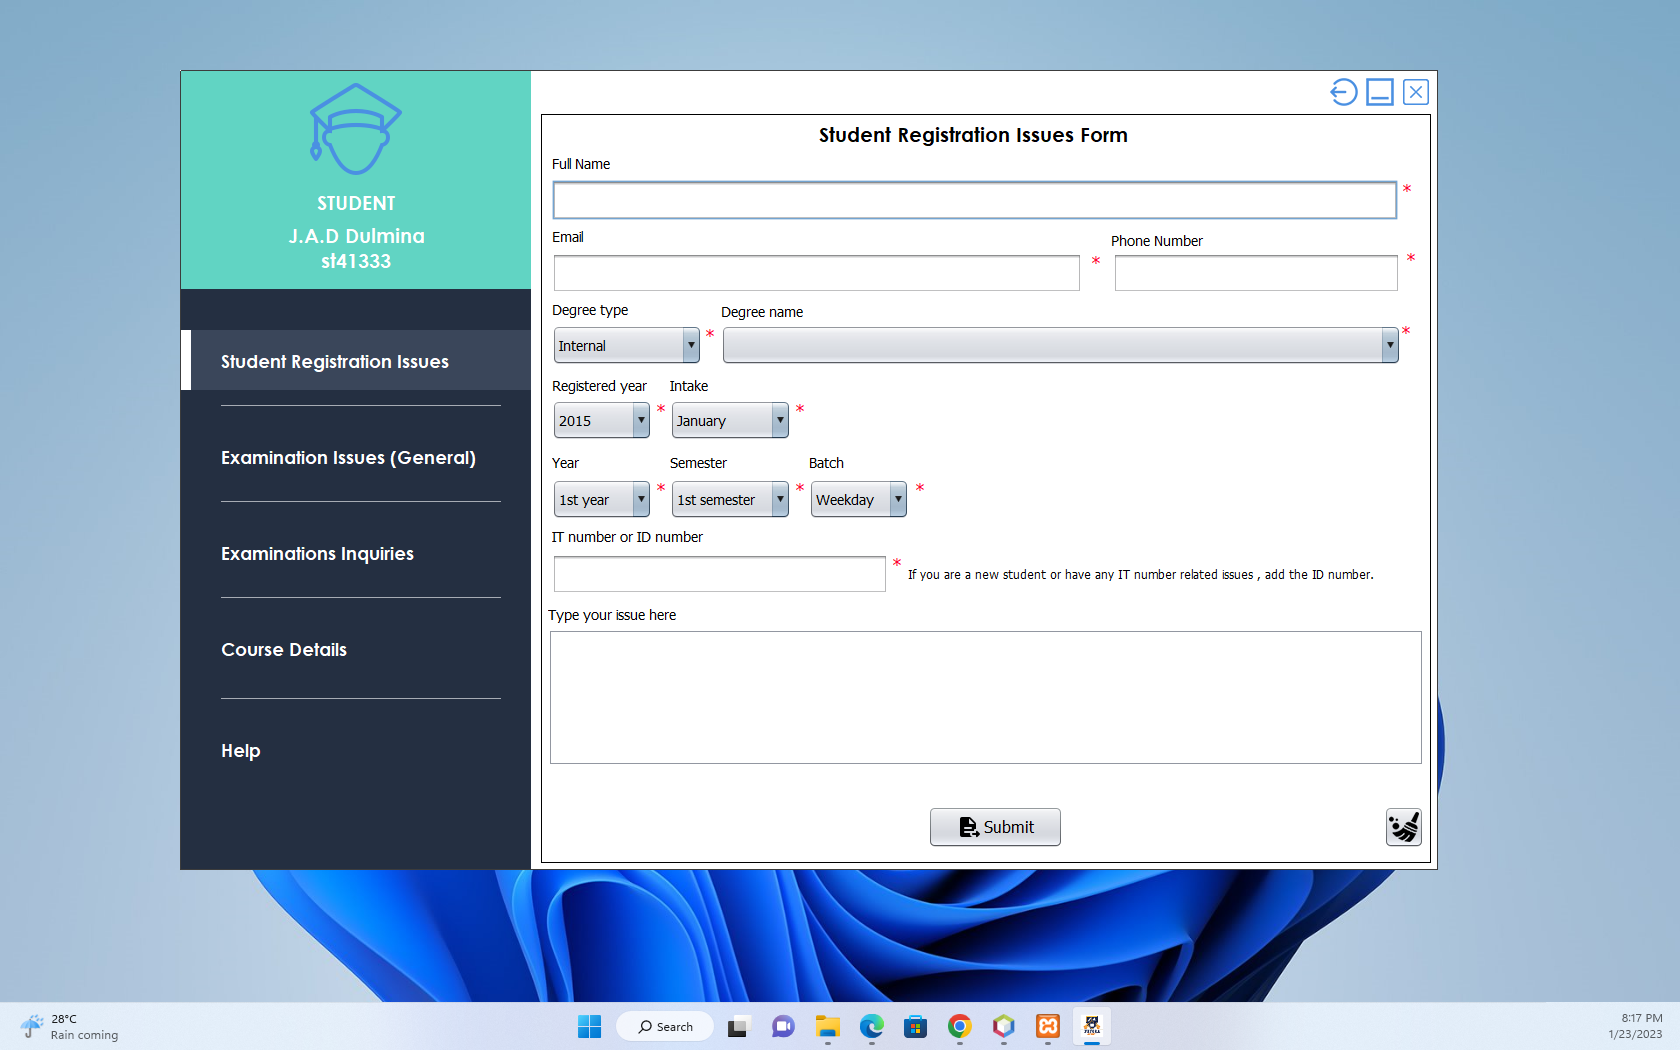 STUDENT
J.A.D Dulmina
st41333
Student Registration Issues
Examination Issues (General)
Examinations Inquiries
Course Details
Help
Student Registration Issues Form
Full Name
*
Email
Phone Number
* *
Degree type
Degree name
Internal * *
Registered year Intake
2015 * January *
Year Semester Batch
1st year * 1st semester * Weekday *
IT number or ID number
* If you are a new student or have any IT number related issues , add the ID number.
Type your issue here
Submit
28°C
Rain coming
Search
8:17 PM
1/23/2023